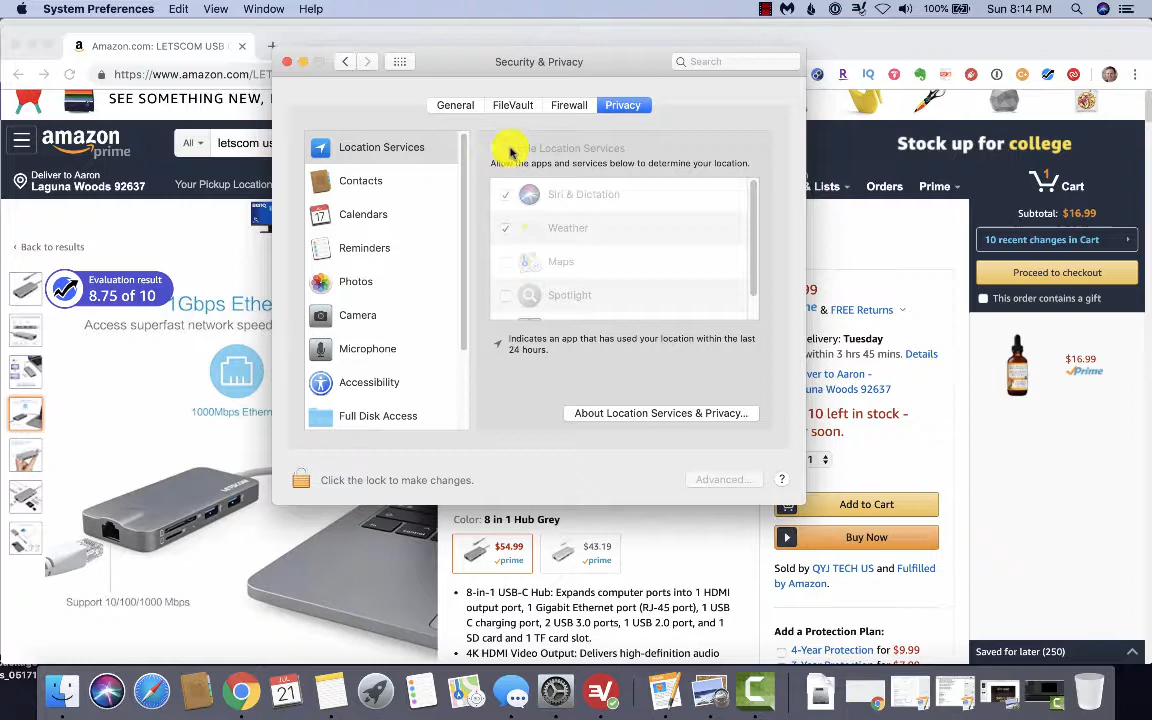 System Preferences Edit View Window Help
100% Sun 8:14 PM
Amazon.com: LETSCOM USB
https://www.amazon.com/LET
Security & Privacy
Search
General FileVault Firewall Privacy
SEE SOMETHING NEW,
amazon
prime
All letscom us
Deliver to Aaron
Laguna Woods 92637
Your Pickup Location
Stock up for college
& Lists Orders Prime
1
Cart
Subtotal: $16.99
10 recent changes in Cart
Proceed to checkout
This order contains a gift
$16.99
prime
Saved for later (250)
Location Services
Contacts
17
Calendars
Reminders
Photos
Camera
Microphone
Accessibility
Full Disk Access
Location Services
Allow the apps and services below to determine your location.
Siri & Dictation
Weather
Maps
Spotlight
Indicates an app that has used your location within the last
24 hours.
About Location Services & Privacy...
Click the lock to make changes.
Advanced...
?
‹ Back to results
Evaluation result
8.75 of 10
1Gbps Ethe
Access superfast network speed
1000Mbps Ethern
Support 10/100/1000 Mbps
LETSCOM
Color: 8 in 1 Hub Grey
$54.99
prime
$43.19
prime
• 8-in-1 USB-C Hub: Expands computer ports into 1 HDMI
output port, 1 Gigabit Ethernet port (RJ-45 port), 1 USB
C charging port, 2 USB 3.0 ports, 1 USB 2.0 port, and 1
SD card and 1 TF card slot.
• 4K HDMI Video Output: Delivers high-definition audio
99
& FREE Returns
elivery: Tuesday
within 3 hrs 45 mins. Details
ver to Aaron -
una Woods 92637
10 left in stock -
soon.
1
Add to Cart
Buy Now
Sold by QYJ TECH US and Fulfilled
by Amazon.
Add a Protection Plan:
4-Year Protection for $9.99
s_05171
JUL
21